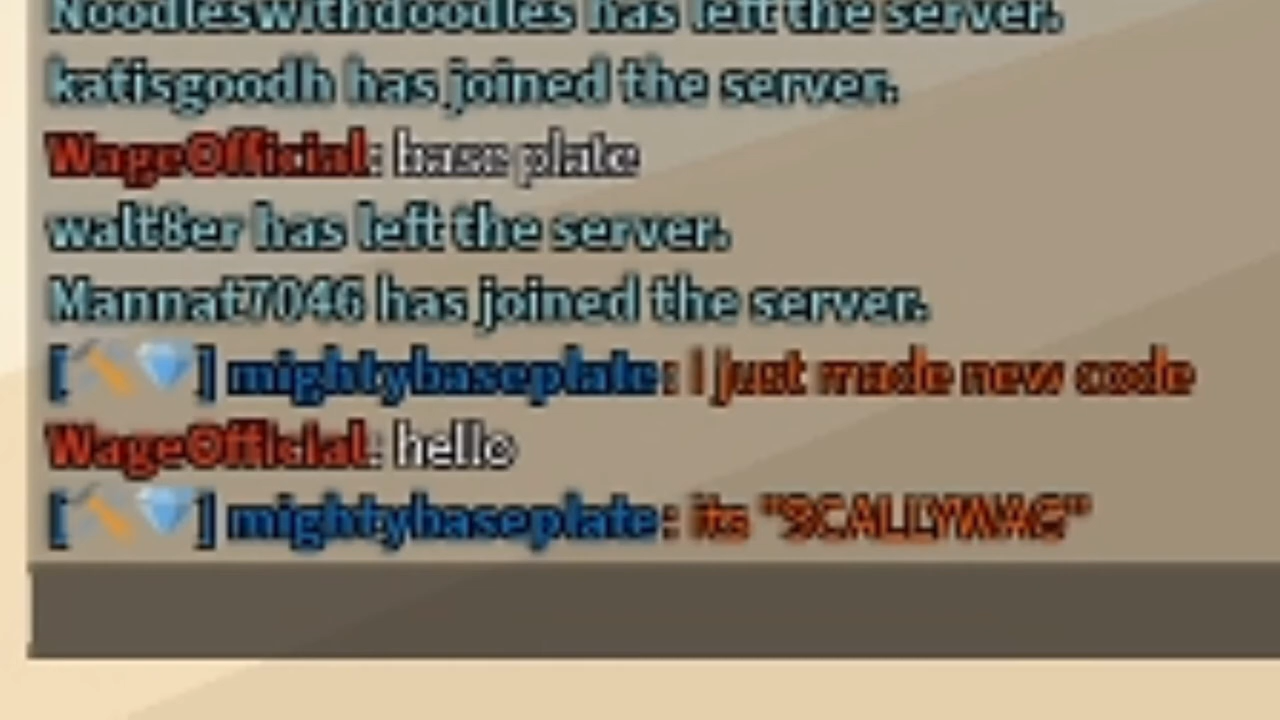 Noodleswithdoodles has left the server.
katisgoodh has joined the server.
WageOfficial: base plate
walt8er has left the server.
Mannat7046 has joined the server.
[🔨💎] mightybaseplate: I just made new code
WageOfficial: hello
[🔨💎] mightybaseplate: its "SCALLYWAG"